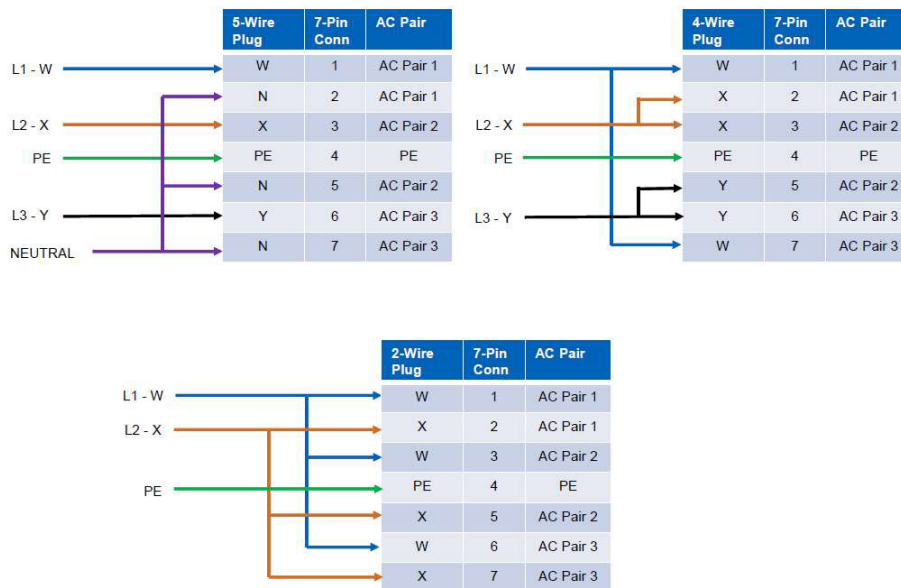 5-Wire Plug 7-Pin Conn AC Pair
L1 - W W 1 AC Pair 1
N 2 AC Pair 1
L2 - X X 3 AC Pair 2
PE PE 4 PE
N 5 AC Pair 2
L3 - Y Y 6 AC Pair 3
NEUTRAL N 7 AC Pair 3
4-Wire Plug 7-Pin Conn AC Pair
L1 - W W 1 AC Pair 1
X 2 AC Pair 1
L2 - X X 3 AC Pair 2
PE PE 4 PE
Y 5 AC Pair 2
L3 - Y Y 6 AC Pair 3
W 7 AC Pair 3
2-Wire Plug 7-Pin Conn AC Pair
L1 - W W 1 AC Pair 1
L2 - X X 2 AC Pair 1
W 3 AC Pair 2
PE PE 4 PE
X 5 AC Pair 2
W 6 AC Pair 3
X 7 AC Pair 3